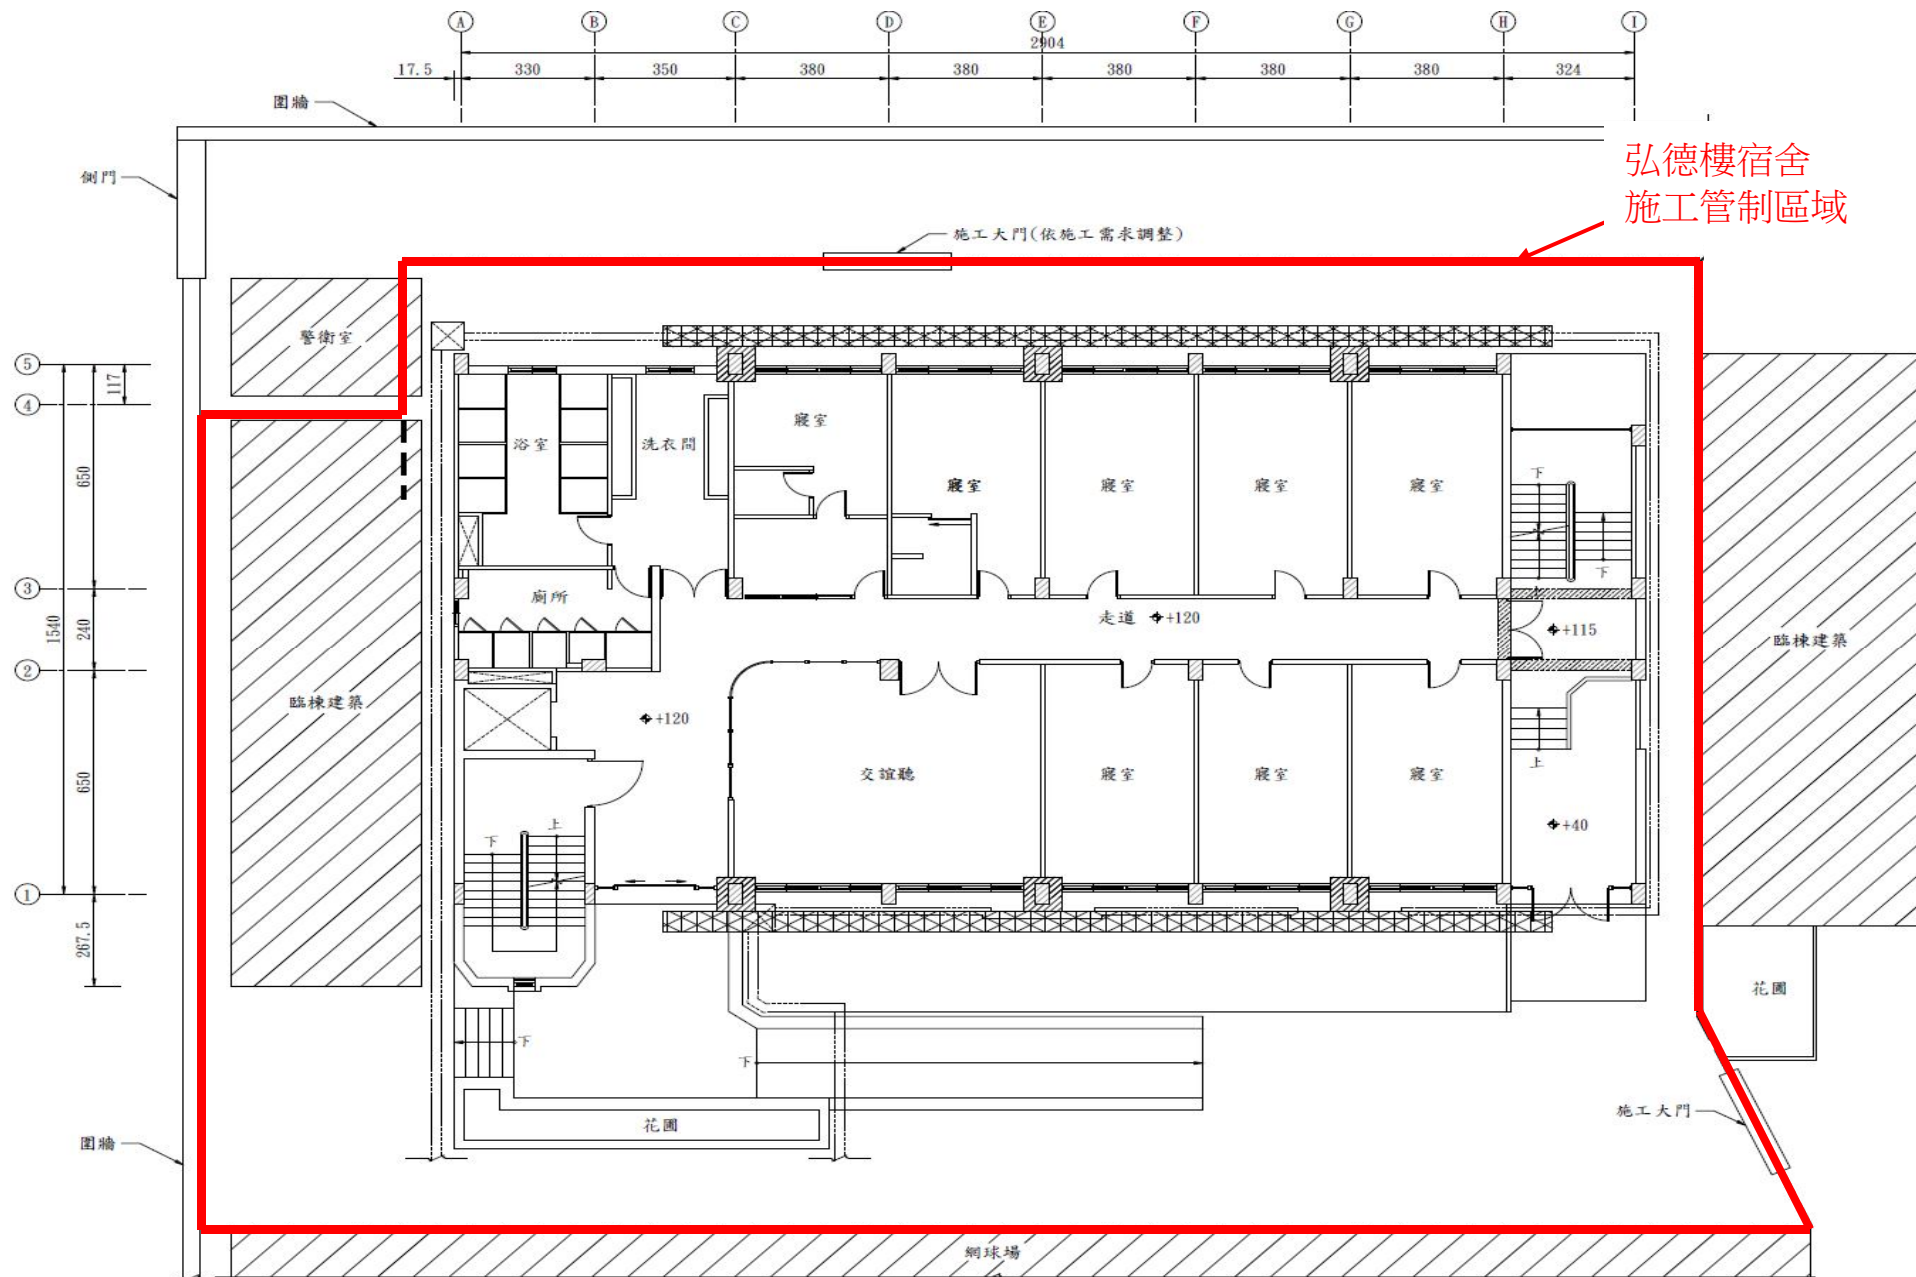 A B C D E F G H I
2904
17.5 330 350 380 380 380 380 380 324
圍牆
弘德樓宿舍
施工管制區域
側門
施工大門(依施工需求調整)
警衛室
5
117
4
寢室
浴室
洗衣間
650
寢室
寢室
寢室
寢室
下
下
上
3
廁所
1540
240
走道 +120
+115
臨棟建築
2
臨棟建築
+120
650
交誼聽
寢室
寢室
寢室
上
+40
下
上
1
267.5
花圃
下
下
花圃
施工大門
圍牆
網球場